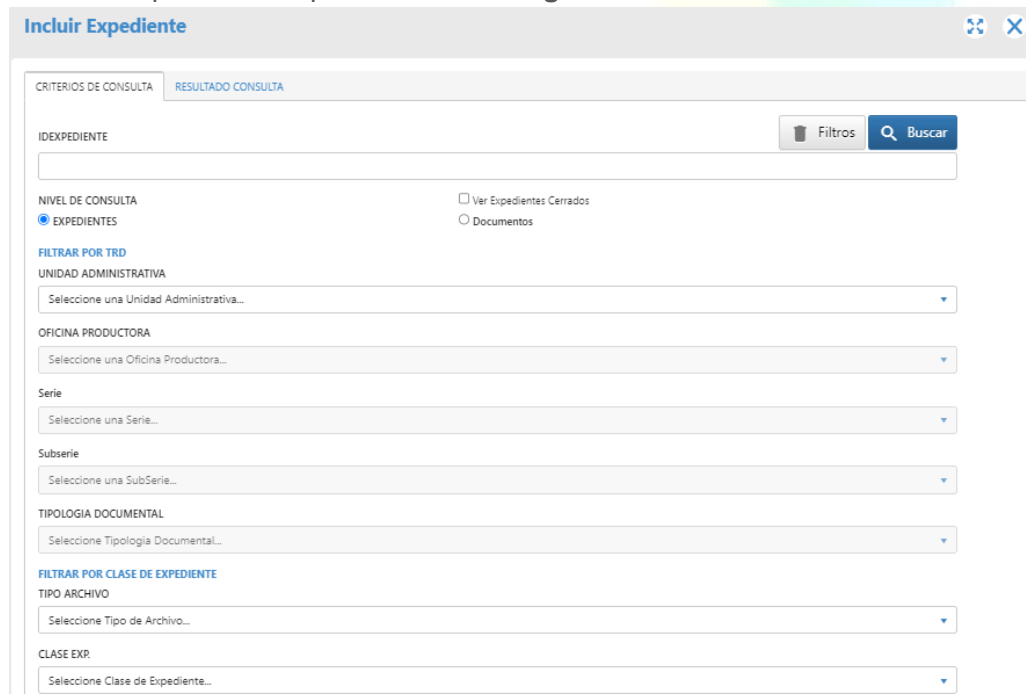 Incluir Expediente
CRITERIOS DE CONSULTA RESULTADO CONSULTA
IDEXPEDIENTE
Filtros Buscar
NIVEL DE CONSULTA
Ver Expedientes Cerrados
EXPEDIENTES
Documentos
FILTRAR POR TRD
UNIDAD ADMINISTRATIVA
Seleccione una Unidad Administrativa...
OFICINA PRODUCTORA
Seleccione una Oficina Productora...
Serie
Seleccione una Serie...
Subserie
Seleccione una SubSerie...
TIPOLOGIA DOCUMENTAL
Seleccione Tipologia Documental...
FILTRAR POR CLASE DE EXPEDIENTE
TIPO ARCHIVO
Seleccione Tipo de Archivo...
CLASE EXP.
Seleccione Clase de Expediente...